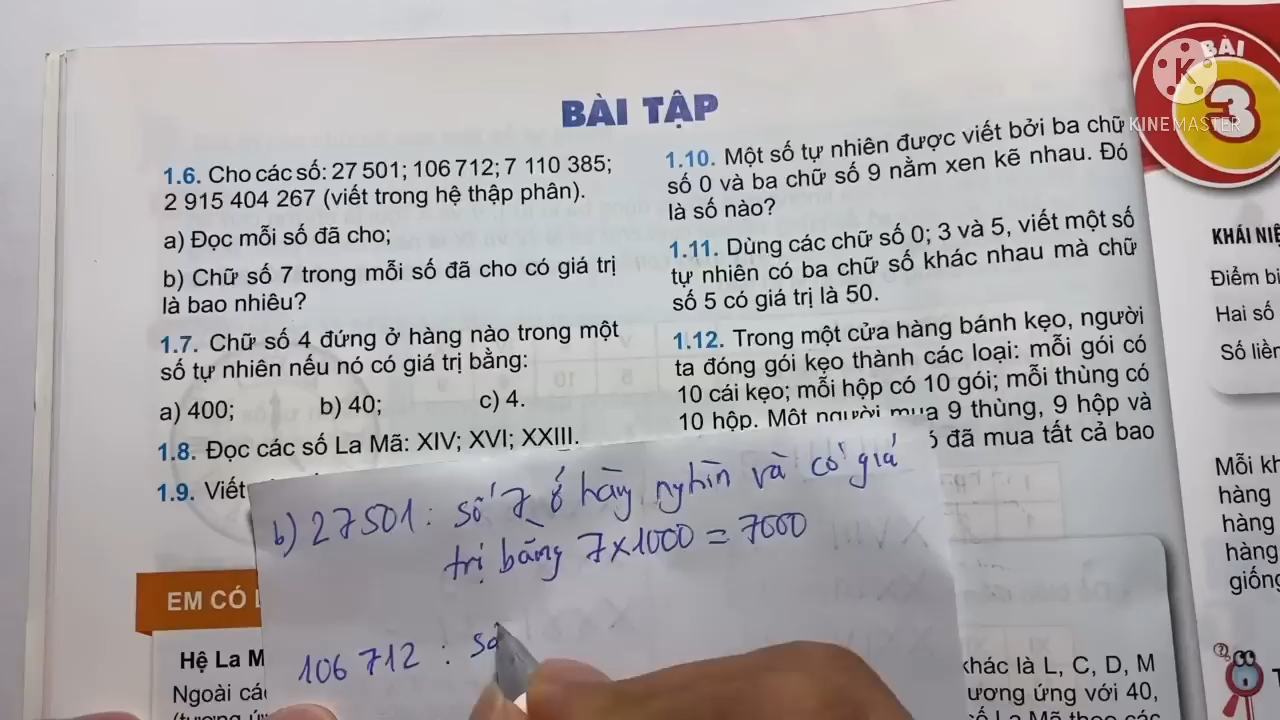 BÀI TẬP
1.6. Cho các số: 27 501; 106 712; 7 110 385;
2 915 404 267 (viết trong hệ thập phân).
a) Đọc mỗi số đã cho;
b) Chữ số 7 trong mỗi số đã cho có giá trị
là bao nhiêu?
1.7. Chữ số 4 đứng ở hàng nào trong một
số tự nhiên nếu nó có giá trị bằng:
a) 400; b) 40; c) 4.
1.8. Đọc các số La Mã: XIV; XVI; XXIII.
1.9. Viết
1.10. Một số tự nhiên được viết bởi ba chữ
số 0 và ba chữ số 9 nằm xen kẽ nhau. Đó
là số nào?
1.11. Dùng các chữ số 0; 3 và 5, viết một số
tự nhiên có ba chữ số khác nhau mà chữ
số 5 có giá trị là 50.
1.12. Trong một cửa hàng bánh kẹo, người
ta đóng gói kẹo thành các loại: mỗi gói có
10 cái kẹo; mỗi hộp có 10 gói; mỗi thùng có
10 hộp. Một người mua 9 thùng, 9 hộp và
đã mua tất cả bao
b) 27501: số 7 ở hàng nghìn và có giá
trị bằng 7x1000 = 7000
106 712 : số
EM CÓ
Hệ La M
Ngoài
khác là L, C, D, M
ương ứng với 40,
BÀI
3
KINEMASTER
KHÁI NIỆ
Điểm bi
Hai số
Số liền
Mỗi kh
hàng
hàng
hàng
giống